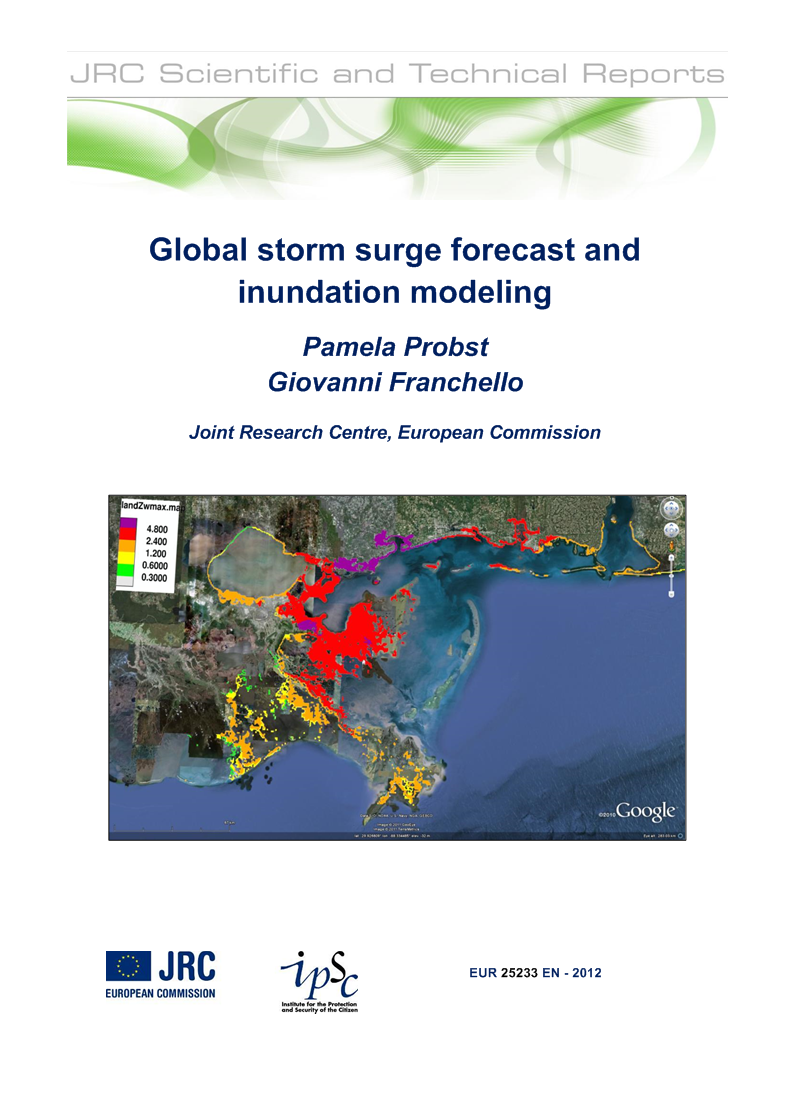 JRC Scientific and Technical Reports
Global storm surge forecast and
inundation modeling
Pamela Probst
Giovanni Franchello
Joint Research Centre, European Commission
landZwmax.ma
4.800
2.400
1.200
0.6000
0.3000
©2010 Google
JRC
EUROPEAN COMMISSION
ipSc
Institute for the Protection
and Security of the Citizen
EUR 25233 EN - 2012